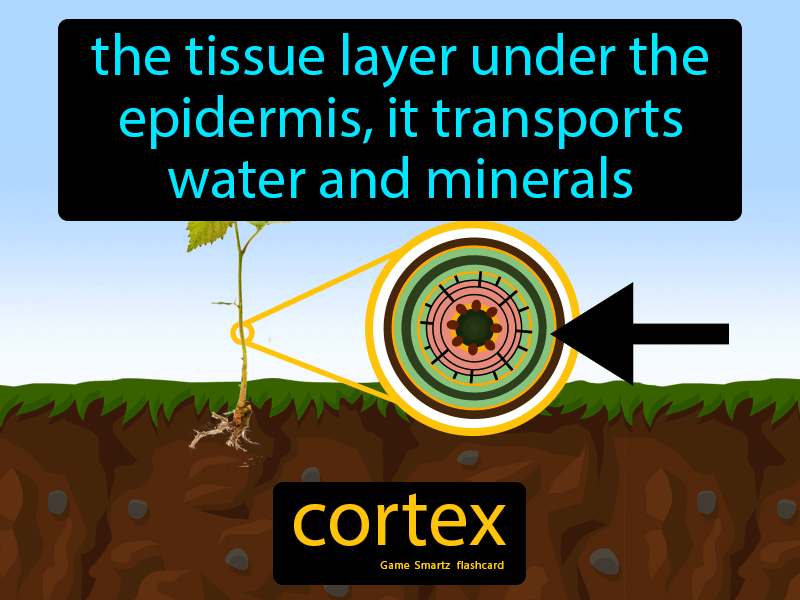 the tissue layer under the
epidermis, it transports
water and minerals
cortex
Game Smartz flashcard